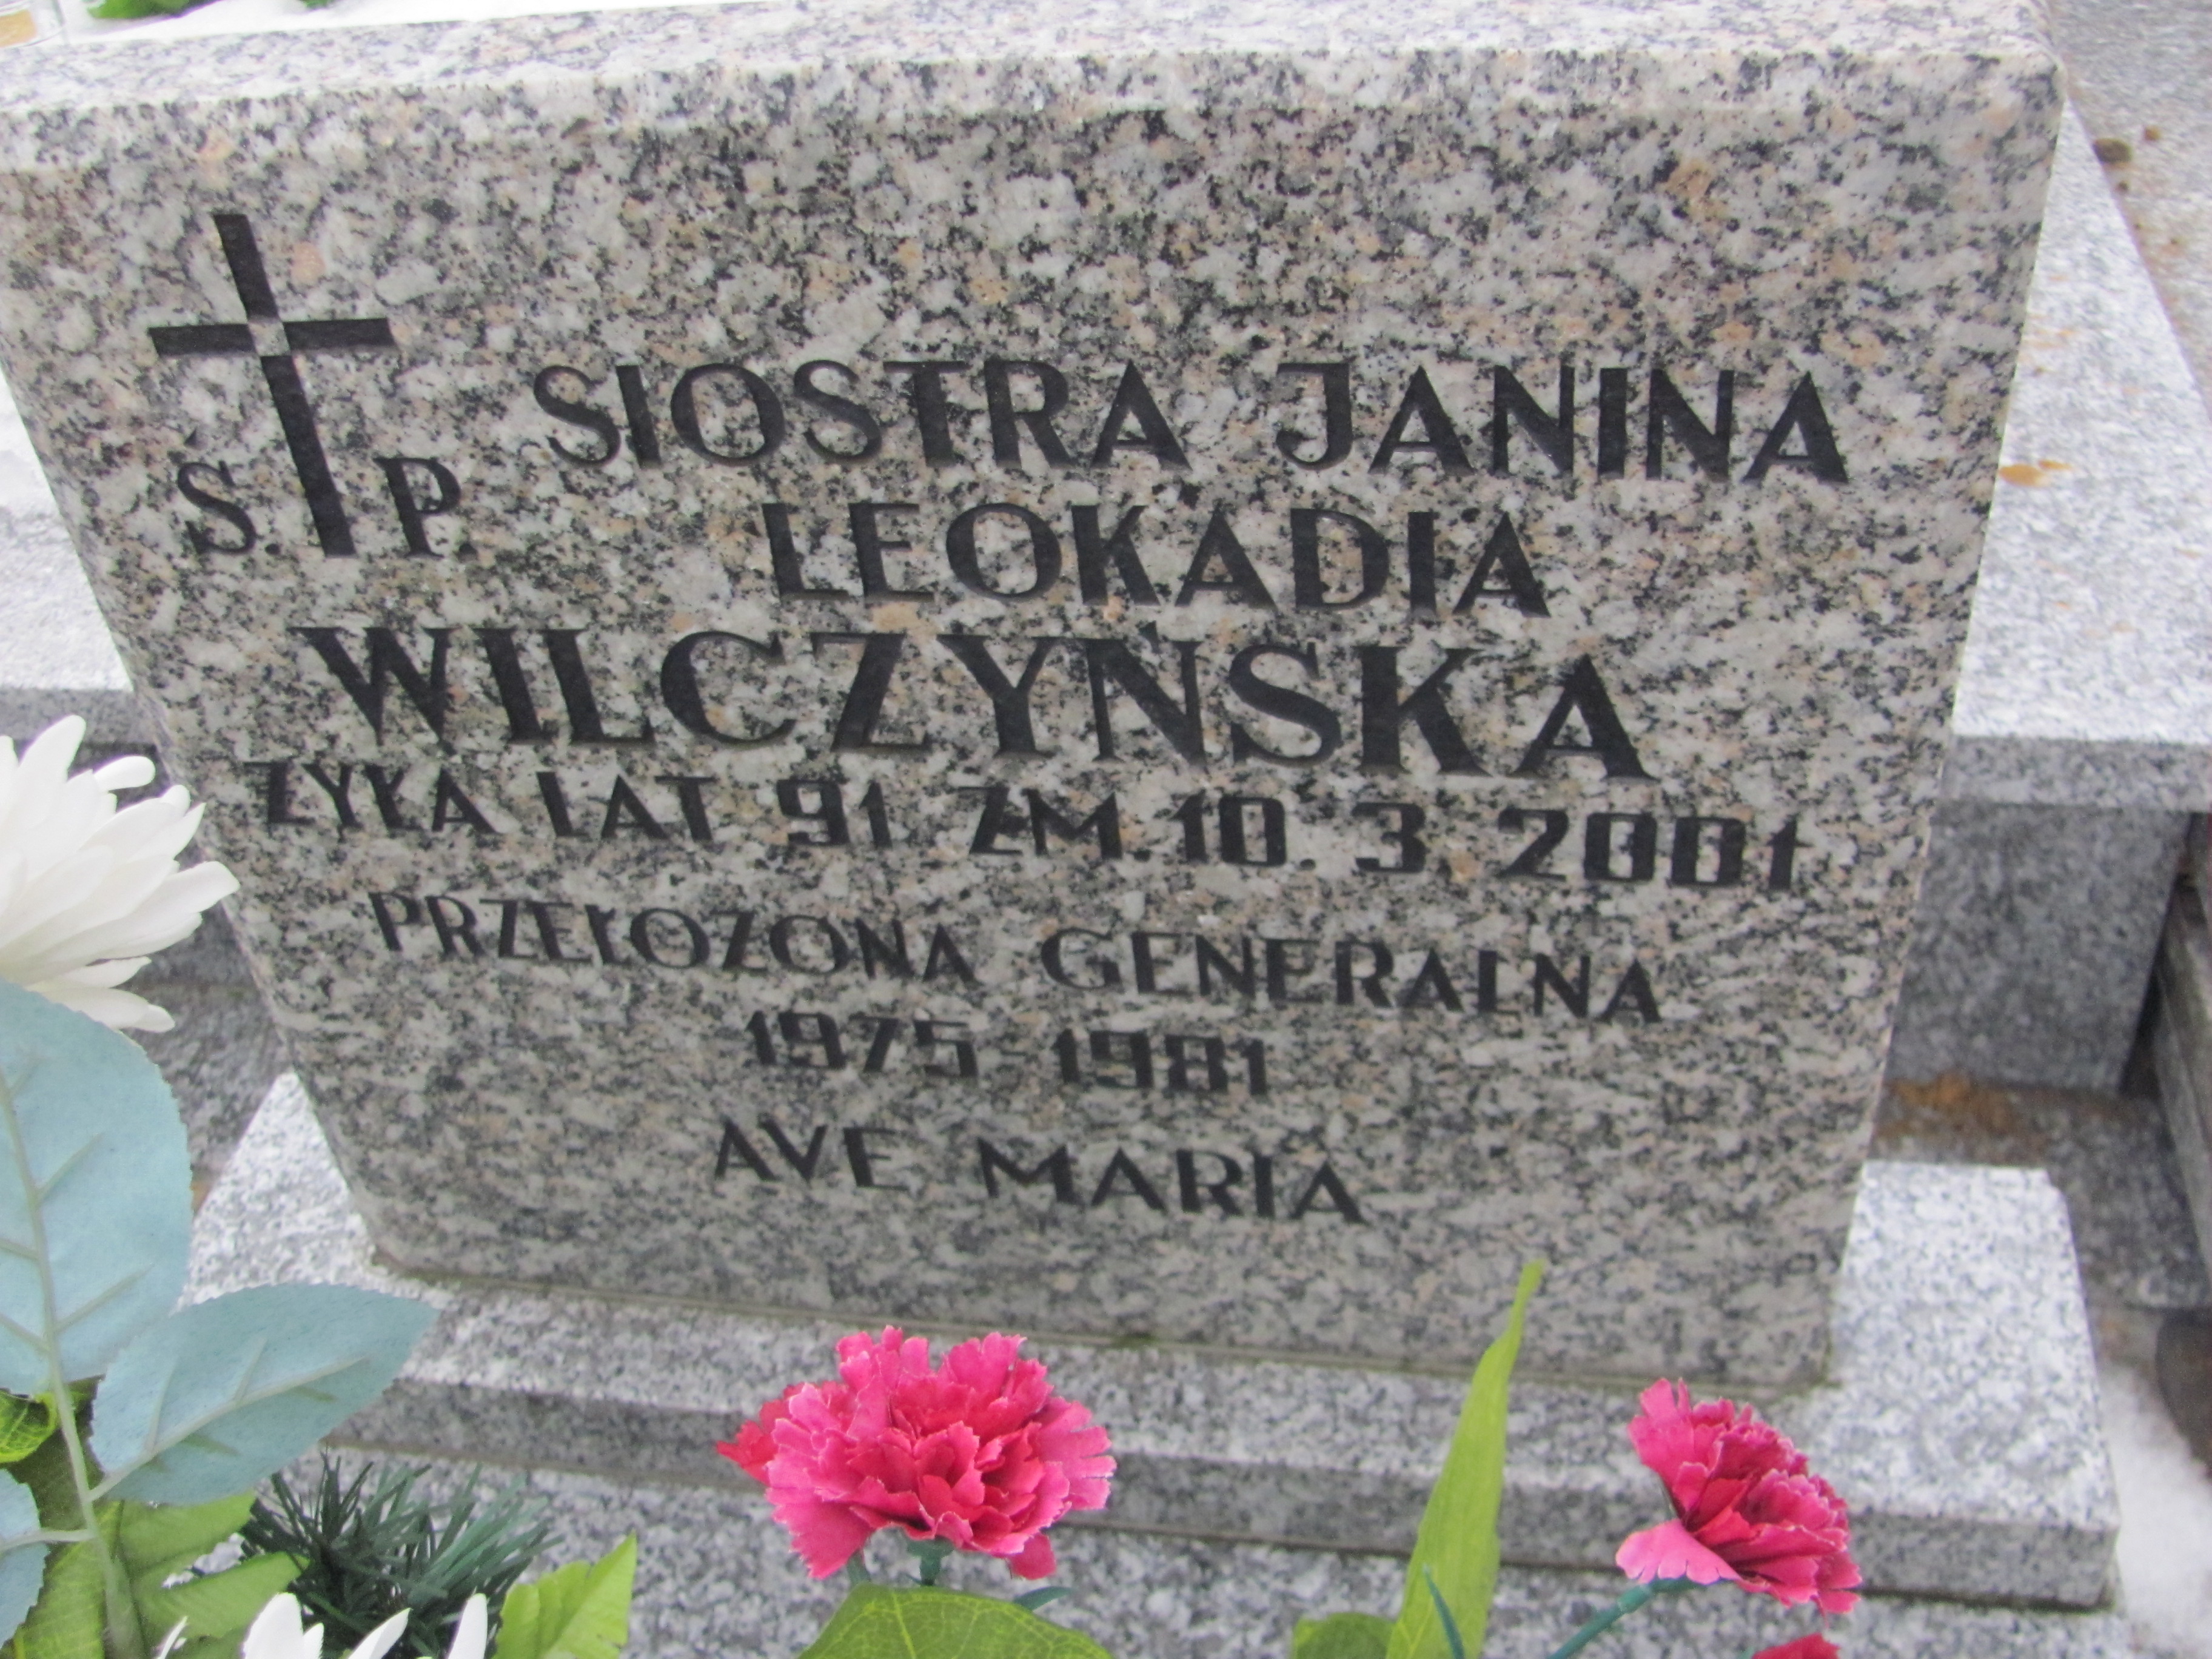 S P
SIOSTRA JANINA
LEOKADIA
WILCZYŃSKA
ŻYŁA LAT 91 ZM. 10. 3. 2001
PRZEŁOŻONA GENERALNA
1975 - 1981
AVE MARIA